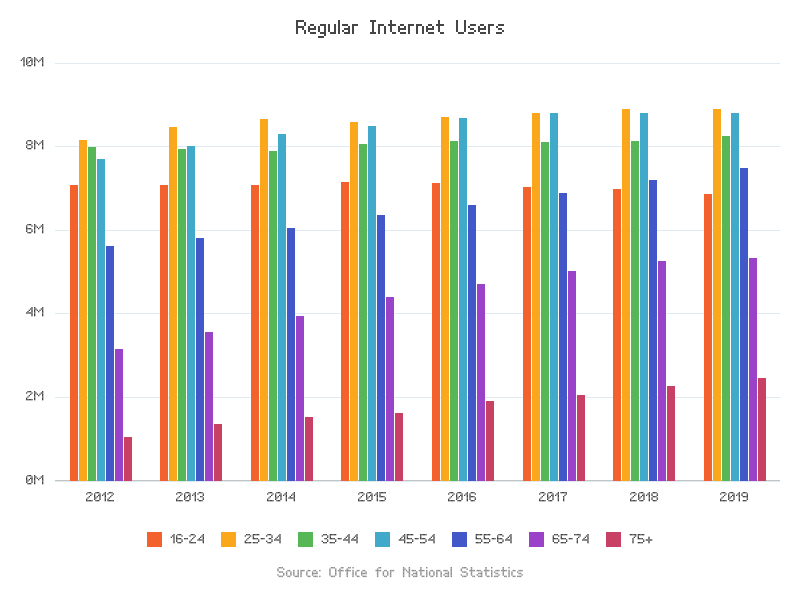 Regular Internet Users
10M
8M
6M
4M
2M
0M
2012 2013 2014 2015 2016 2017 2018 2019
16-24 25-34 35-44 45-54 55-64 65-74 75+
Source: Office for National Statistics